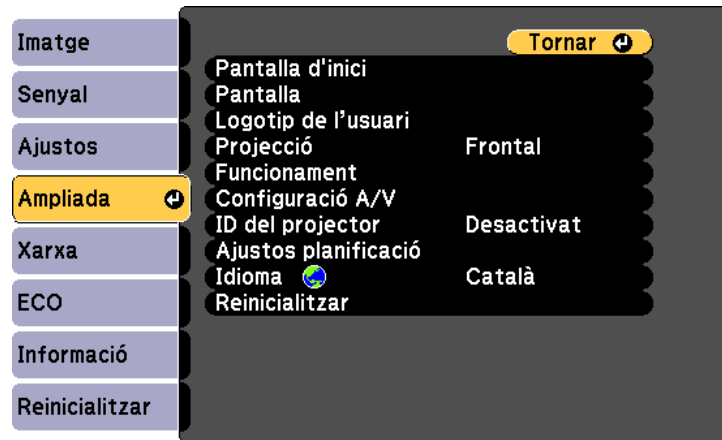 Imatge
Senyal
Ajustos
Ampliada
Xarxa
ECO
Informació
Reinicialitzar
Tornar
Pantalla d'inici
Pantalla
Logotip de l’usuari
Projecció Frontal
Funcionament
Configuració A/V
ID del projector Desactivat
Ajustos planificació
Idioma Català
Reinicialitzar